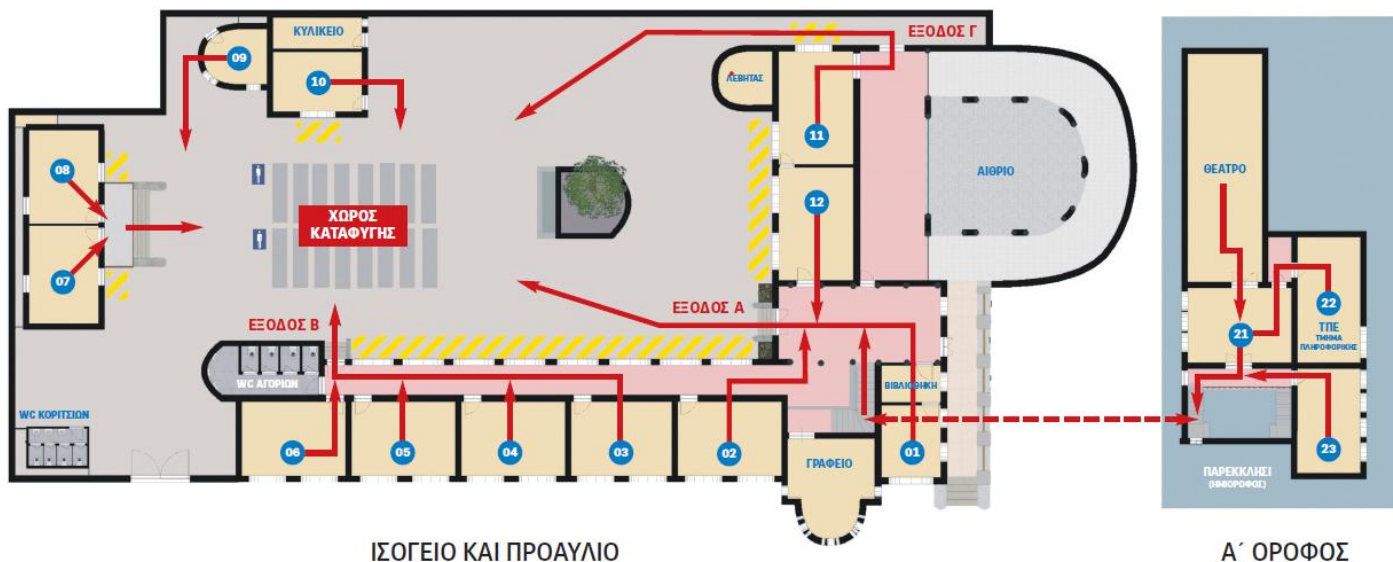 ΚΥΛΙΚΕΙΟ
ΕΞΟΔΟΣ Γ
09
10
ΛΕΒΗΤΑΣ
11
08
12
ΑΙΘΡΙΟ
ΘΕΑΤΡΟ
ΧΩΡΟΣ
ΚΑΤΑΦΥΓΗΣ
07
22
ΕΞΟΔΟΣ Α
ΕΞΟΔΟΣ Β
21
ΤΠΕ
ΤΜΗΜΑ
ΠΛΗΡΟΦΟΡΙΚΗΣ
WC ΑΓΟΡΙΩΝ
ΒΙΒΛΙΟΘΗΚΗ
WC ΚΟΡΙΤΣΙΩΝ
06
05
04
03
02
01
23
ΓΡΑΦΕΙΟ
ΠΑΡΕΚΚΛΗΣΙ
(ΗΜΙΟΡΟΦΟΣ)
ΙΣΟΓΕΙΟ ΚΑΙ ΠΡΟΑΥΛΙΟ
Α΄ ΟΡΟΦΟΣ